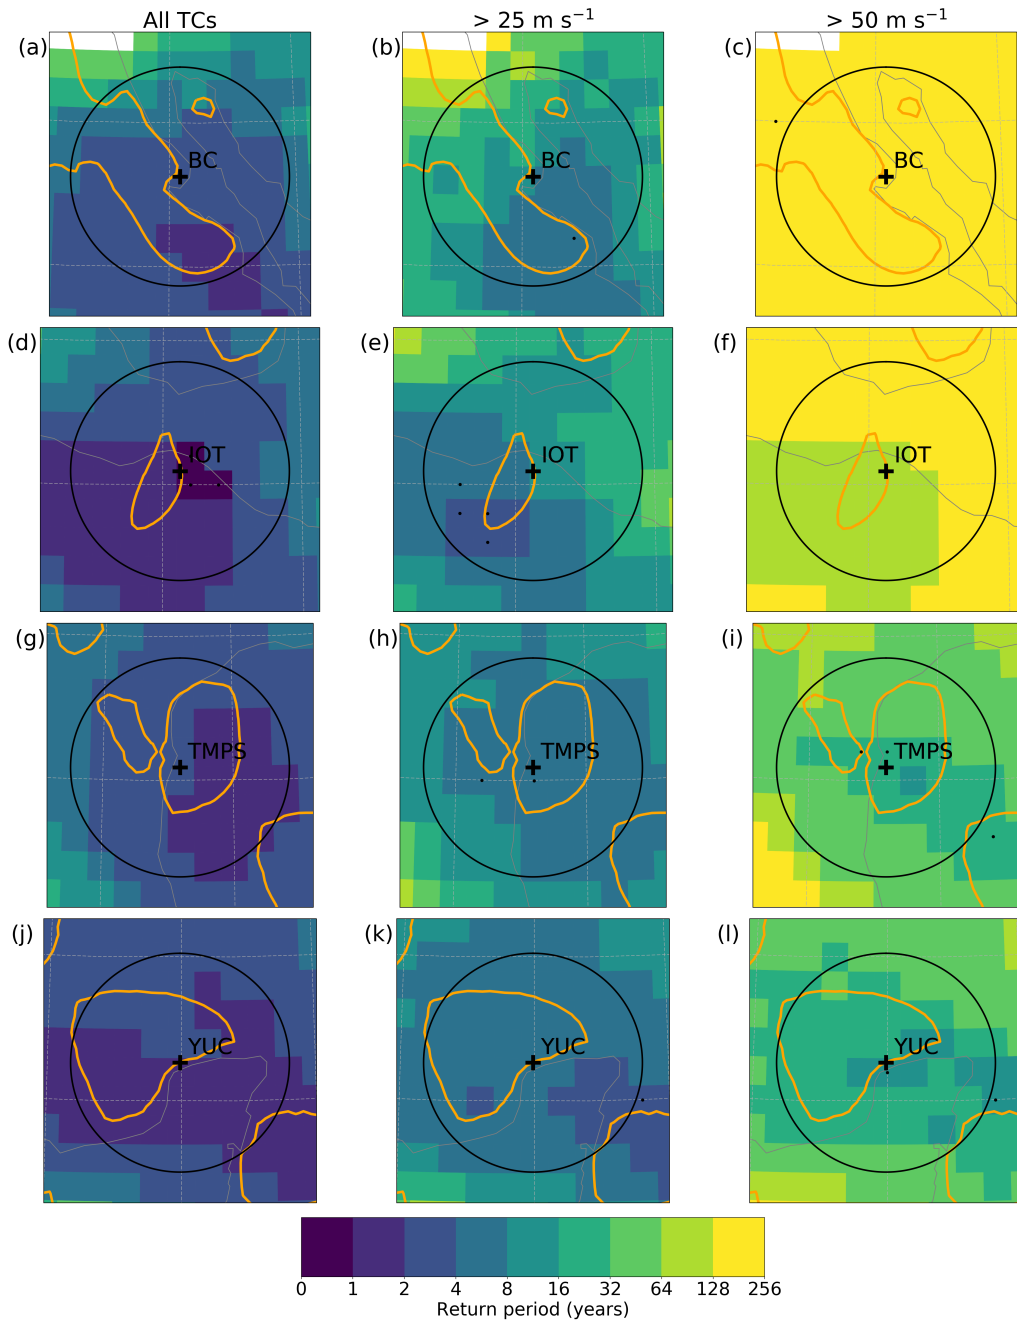 All TCs > 25 m s⁻¹ > 50 m s⁻¹
(a) (b) (c)
BC BC BC
(d) (e) (f)
IOT IOT IOT
(g) (h) (i)
TMPS TMPS TMPS
(j) (k) (l)
YUC YUC YUC
0 1 2 4 8 16 32 64 128 256
Return period (years)